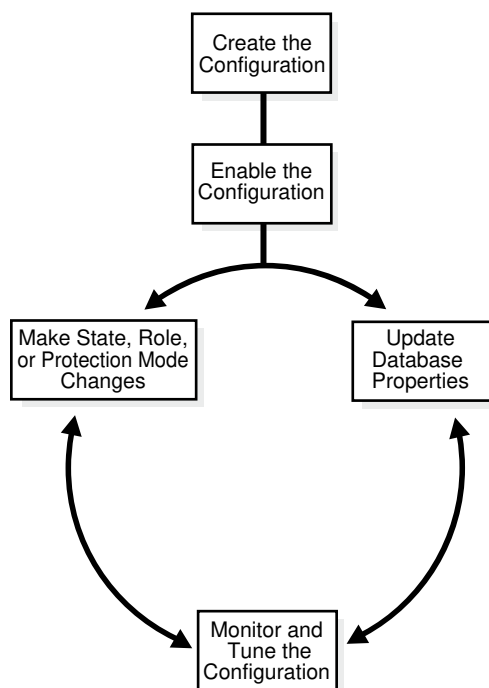 Create the
Configuration
Enable the
Configuration
Make State, Role,
or Protection Mode
Changes
Update
Database
Properties
Monitor and
Tune the
Configuration